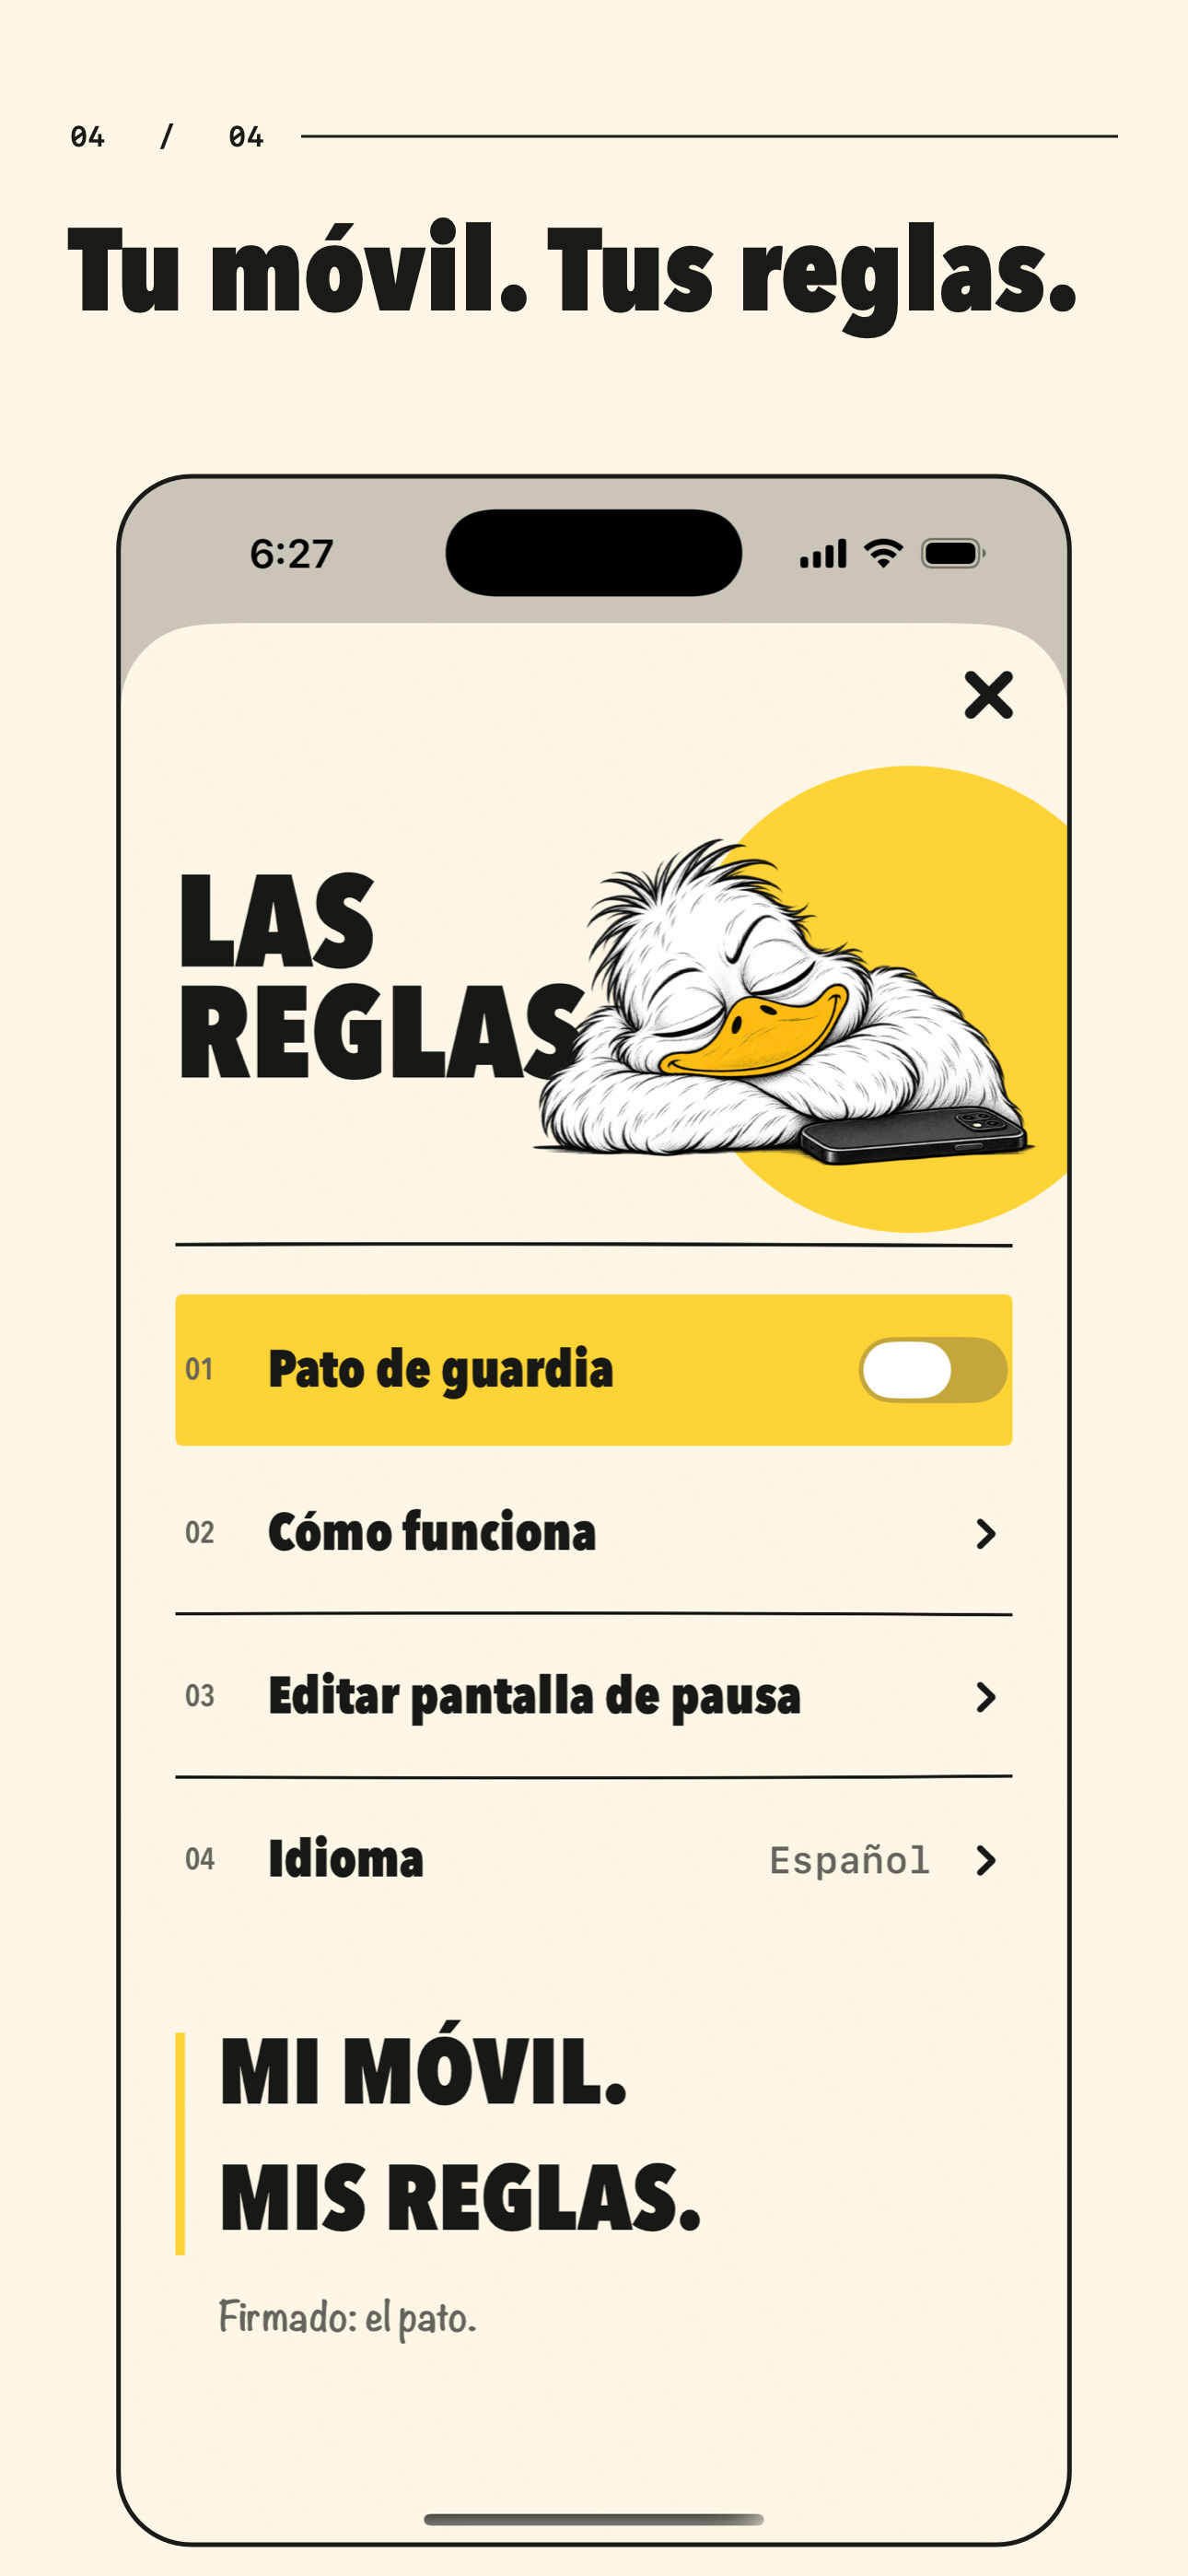 04 / 04
Tu móvil. Tus reglas.
6:27
LAS
REGLAS
01 Pato de guardia
02 Cómo funciona
03 Editar pantalla de pausa
04 Idioma Español
MI MÓVIL.
MIS REGLAS.
Firmado: el pato.